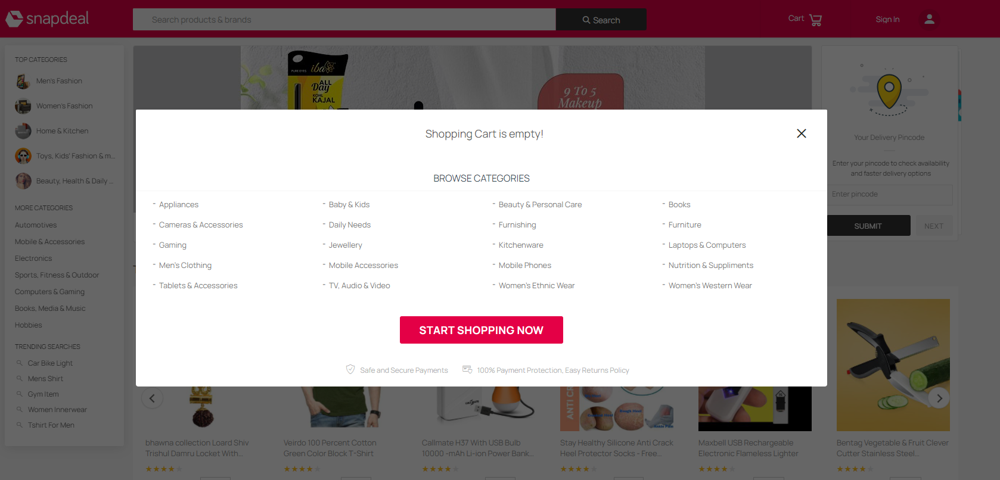 snapdeal
Search products & brands
Search
Cart
Sign In
TOP CATEGORIES
Men's Fashion
Women's Fashion
Home & Kitchen
Toys, Kids' Fashion & m...
Beauty, Health & Daily ...
MORE CATEGORIES
Automotives
Mobile & Accessories
Electronics
Sports, Fitness & Outdoor
Computers & Gaming
Books, Media & Music
Hobbies
TRENDING SEARCHES
Car Bike Light
Mens Shirt
Gym Item
Women Innerwear
Tshirt For Men
PURE EYES
iba
ALL
Day
KOHL
KAJAL
9 To 5
Makeup
Your Delivery Pincode
Enter your pincode to check availability
and faster delivery options
Enter pincode
SUBMIT
NEXT
Shopping Cart is empty!
BROWSE CATEGORIES
- Appliances
- Baby & Kids
- Beauty & Personal Care
- Books
- Cameras & Accessories
- Daily Needs
- Furnishing
- Furniture
- Gaming
- Jewellery
- Kitchenware
- Laptops & Computers
- Men's Clothing
- Mobile Accessories
- Mobile Phones
- Nutrition & Suppliments
- Tablets & Accessories
- TV, Audio & Video
- Women's Ethnic Wear
- Women's Western Wear
START SHOPPING NOW
Safe and Secure Payments
100% Payment Protection, Easy Returns Policy
CALLMATE
ANTI CR
Rough Heel
bhawna collection Loard Shiv
Trishul Damru Locket With...
Veirdo 100 Percent Cotton
Green Color Block T-Shirt
Callmate H37 With USB Bulb
10000 -mAh Li-ion Power Bank...
Stay Healthy Silicone Anti Crack
Heel Protector Socks - Free...
Maxbell USB Rechargeable
Electronic Flameless Lighter
Bentag Vegetable & Fruit Clever
Cutter Stainless Steel...